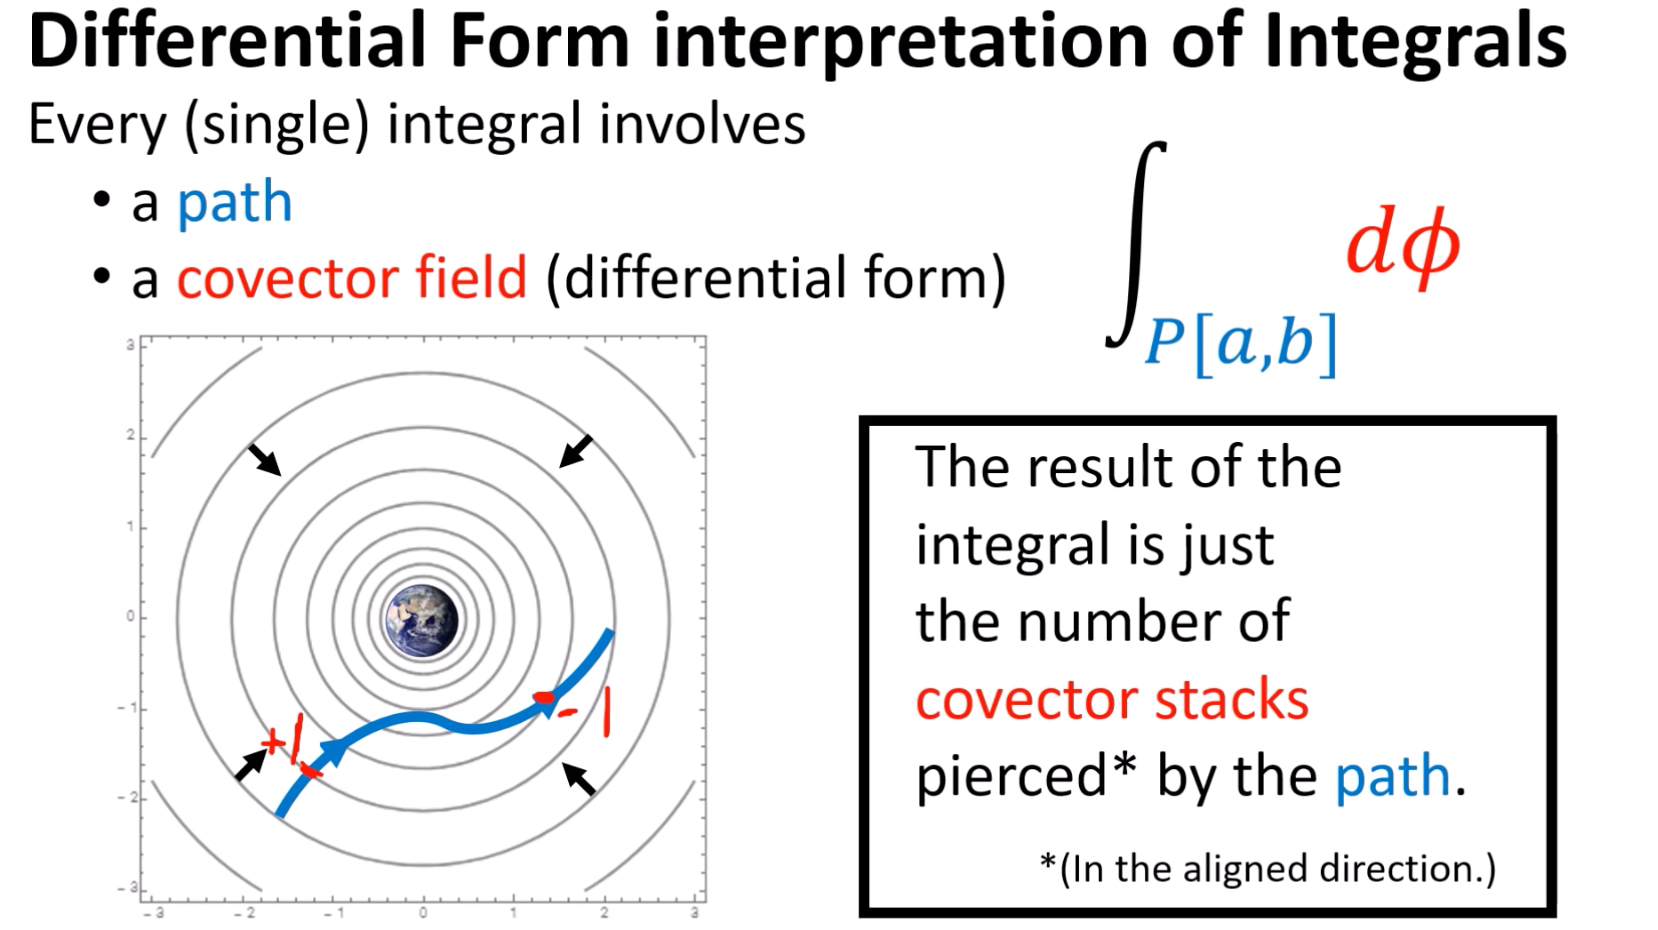 Differential Form interpretation of Integrals
Every (single) integral involves
• a path
• a covector field (differential form)
∫P[a,b] dϕ
3
2
1
0
-1
-2
-3
-3 -2 -1 0 1 2 3
+1
-1
The result of the
integral is just
the number of
covector stacks
pierced* by the path.
*(In the aligned direction.)